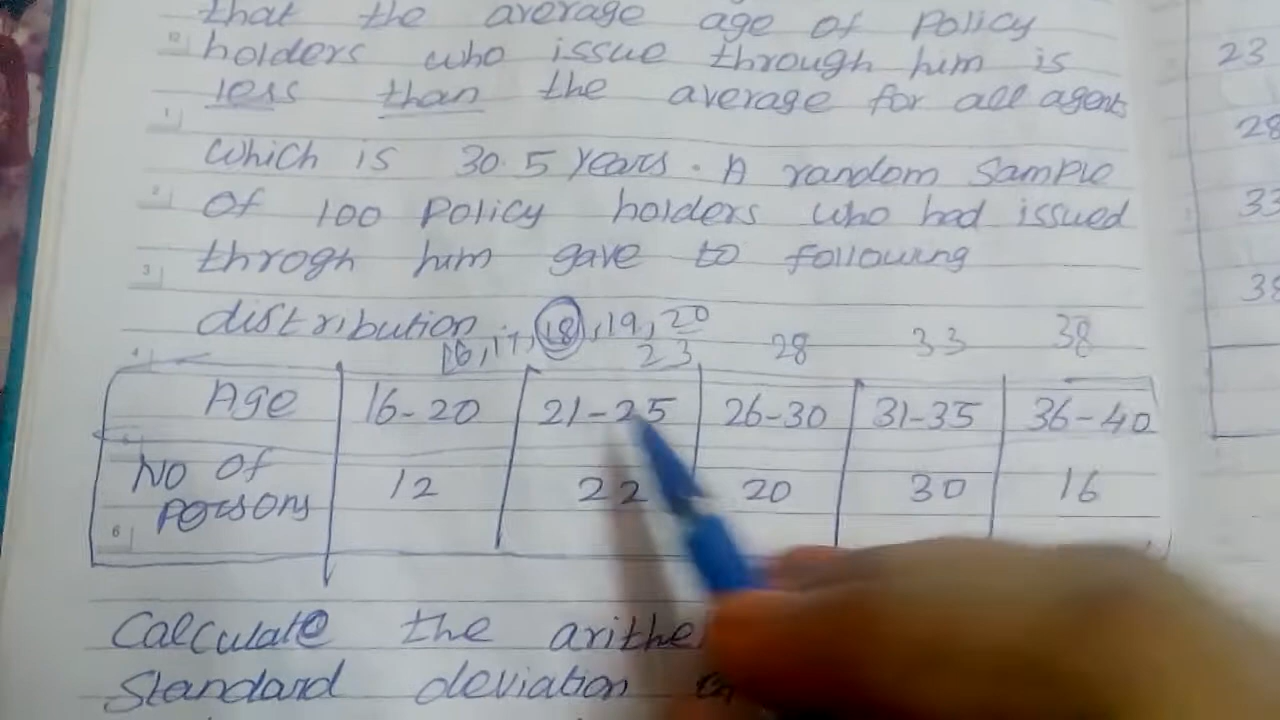 that the average age of Policy
holders who issue through him is
less than the average for all agents
which is 30.5 years. A random Sample
Of 100 Policy holders who had issued
throgh him gave to following
distribution
16, 17, 18, 19, 20
23 28 33 38
Age 16-20 21-25 26-30 31-35 36-40
No Of Persons 12 22 20 30 16
Calculate the
Standard deviation
23
28
33
38